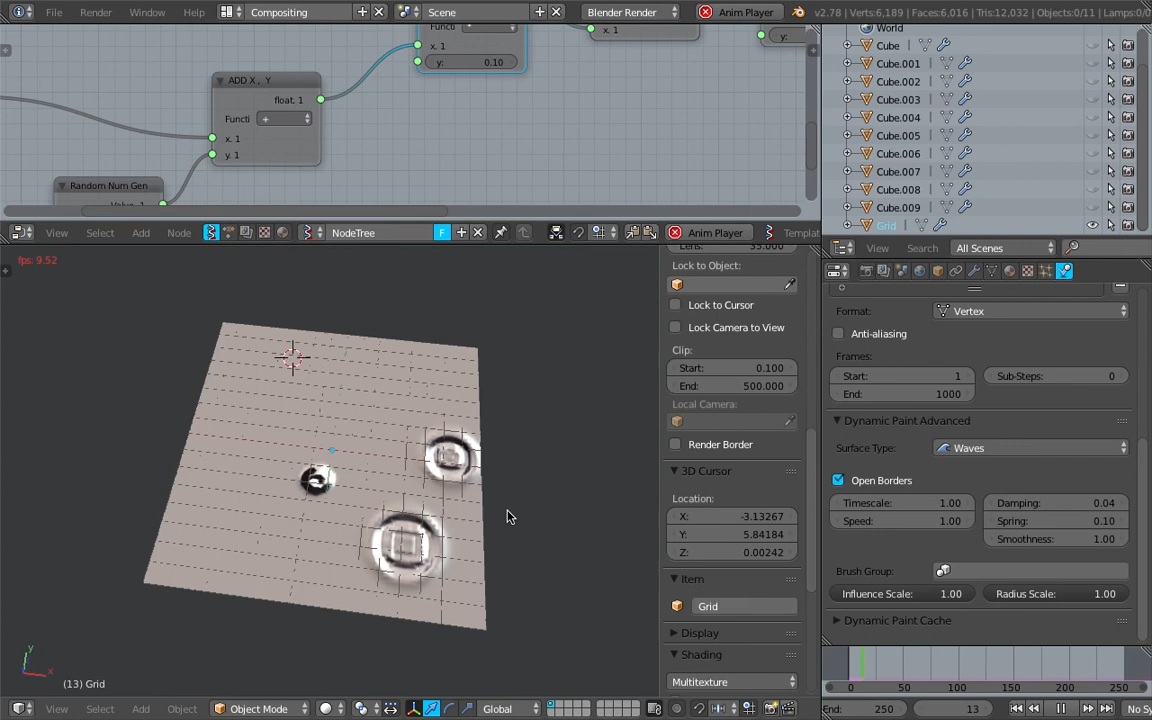 File Render Window Help Compositing Scene Blender Render Anim Player v2.78 | Verts:6,189 | Faces:6,016 | Tris:12,032 | Objects:0/11 | Lamps:0/0
Functi
x. 1
y: 0.10
x. 1
y:
ADD X , Y
float. 1
Functi +
x. 1
y. 1
Random Num Gen
View Select Add Node NodeTree F Anim Player Templat
fps: 9.52
(13) Grid
y
x
View Select Add Object Object Mode Global
Lens: 35.000
Lock to Object:
Lock to Cursor
Lock Camera to View
Clip:
Start: 0.100
End: 500.000
Local Camera:
Render Border
3D Cursor
Location:
X: -3.13267
Y: 5.84184
Z: 0.00242
Item
Grid
Display
Shading
Multitexture
World
Cube
Cube.001
Cube.002
Cube.003
Cube.004
Cube.005
Cube.006
Cube.007
Cube.008
Cube.009
Grid
View Search All Scenes
Format: Vertex
Anti-aliasing
Frames:
Start: 1 Sub-Steps: 0
End: 1000
Dynamic Paint Advanced
Surface Type: Waves
Open Borders
Timescale: 1.00 Damping: 0.04
Speed: 1.00 Spring: 0.10
Smoothness: 1.00
Brush Group:
Influence Scale: 1.00 Radius Scale: 1.00
Dynamic Paint Cache
0 50 100 150 200 250
End: 250 13 No Sy